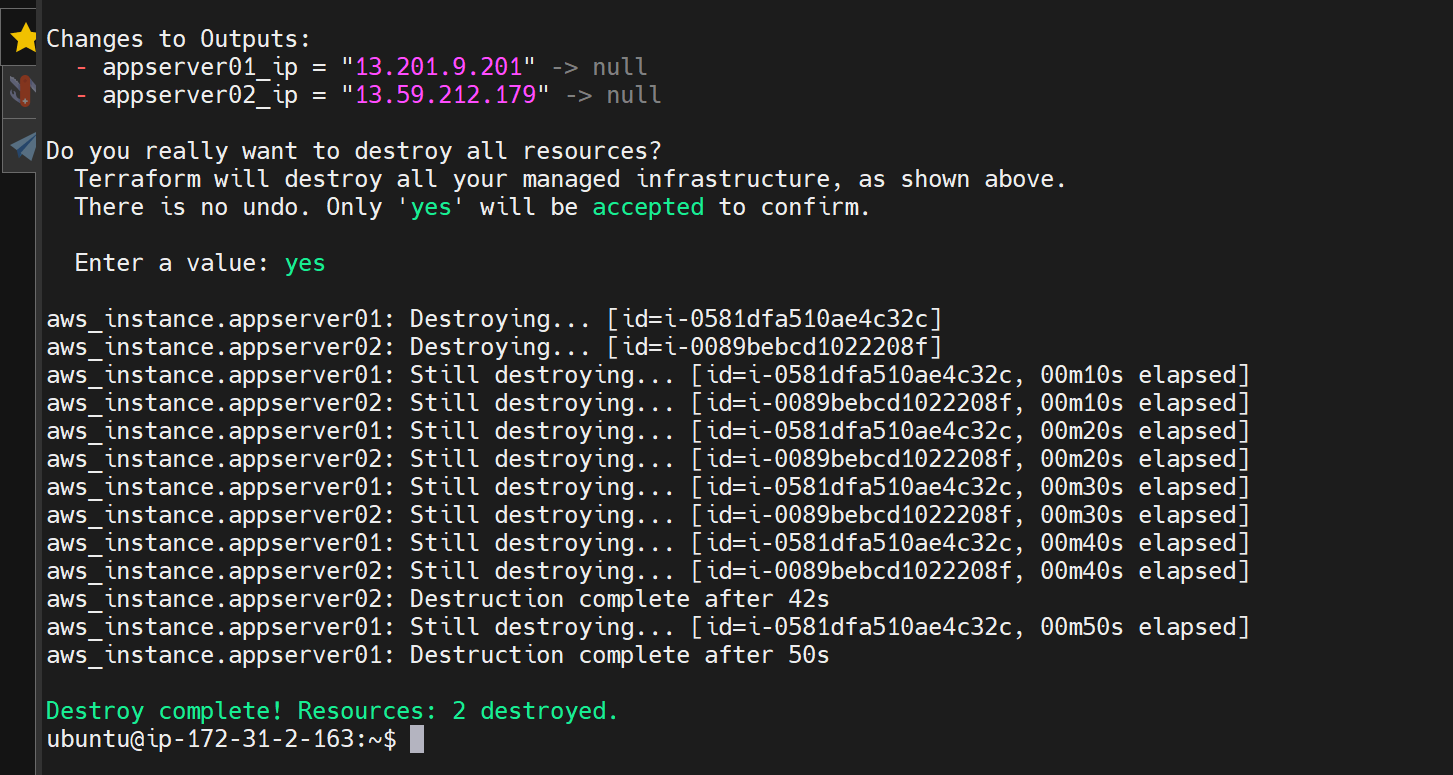 Changes to Outputs:
  - appserver01_ip = "13.201.9.201" -> null
  - appserver02_ip = "13.59.212.179" -> null
Do you really want to destroy all resources?
  Terraform will destroy all your managed infrastructure, as shown above.
  There is no undo. Only 'yes' will be accepted to confirm.
  Enter a value: yes
aws_instance.appserver01: Destroying... [id=i-0581dfa510ae4c32c]
aws_instance.appserver02: Destroying... [id=i-0089bebcd1022208f]
aws_instance.appserver01: Still destroying... [id=i-0581dfa510ae4c32c, 00m10s elapsed]
aws_instance.appserver02: Still destroying... [id=i-0089bebcd1022208f, 00m10s elapsed]
aws_instance.appserver01: Still destroying... [id=i-0581dfa510ae4c32c, 00m20s elapsed]
aws_instance.appserver02: Still destroying... [id=i-0089bebcd1022208f, 00m20s elapsed]
aws_instance.appserver01: Still destroying... [id=i-0581dfa510ae4c32c, 00m30s elapsed]
aws_instance.appserver02: Still destroying... [id=i-0089bebcd1022208f, 00m30s elapsed]
aws_instance.appserver01: Still destroying... [id=i-0581dfa510ae4c32c, 00m40s elapsed]
aws_instance.appserver02: Still destroying... [id=i-0089bebcd1022208f, 00m40s elapsed]
aws_instance.appserver02: Destruction complete after 42s
aws_instance.appserver01: Still destroying... [id=i-0581dfa510ae4c32c, 00m50s elapsed]
aws_instance.appserver01: Destruction complete after 50s
Destroy complete! Resources: 2 destroyed.
ubuntu@ip-172-31-2-163:~$